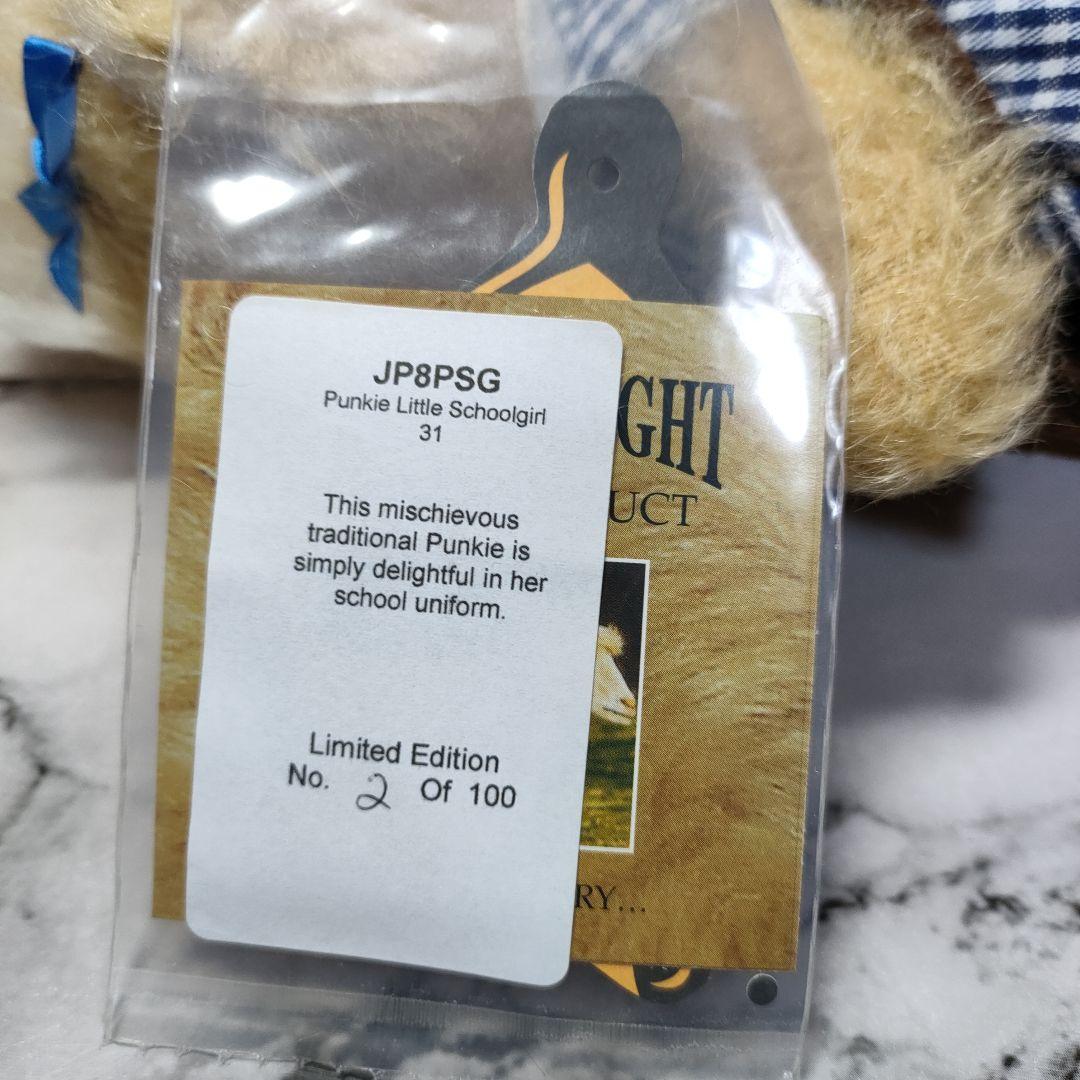 JP8PSG
Punkie Little Schoolgirl
31
This mischievous
traditional Punkie is
simply delightful in her
school uniform.
Limited Edition
No. 2 Of 100
GHT
UCT
RY...